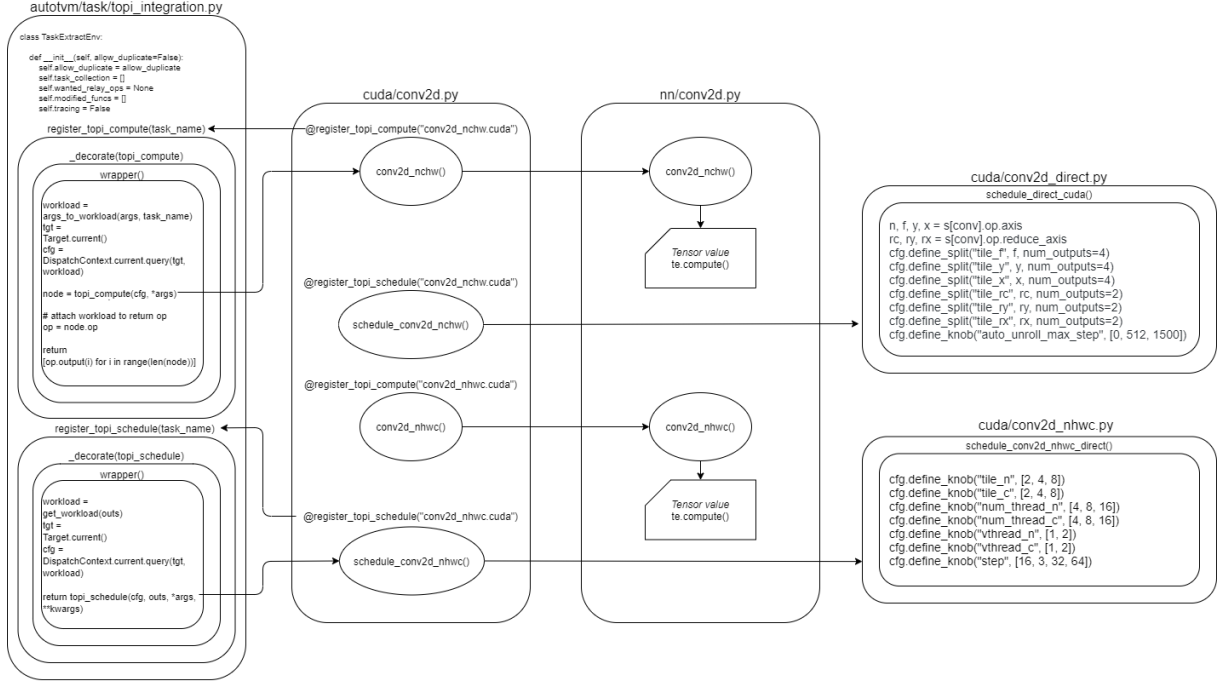 autotvm/task/topi_integration.py
class TaskExtractEnv:
def __init__(self, allow_duplicate=False):
self.allow_duplicate = allow_duplicate
self.task_collection = []
self.wanted_relay_ops = None
self.modified_funcs = []
self.tracing = False
register_topi_compute(task_name)
_decorate(topi_compute)
wrapper()
workload =
args_to_workload(args, task_name)
tgt =
Target.current()
cfg =
DispatchContext.current.query(tgt,
workload)
node = topi_compute(cfg, *args)
# attach workload to return op
op = node.op
return
[op.output(i) for i in range(len(node))]
register_topi_schedule(task_name)
_decorate(topi_schedule)
wrapper()
workload =
get_workload(outs)
tgt =
Target.current()
cfg =
DispatchContext.current.query(tgt,
workload)
return topi_schedule(cfg, outs, *args,
**kwargs)
cuda/conv2d.py
@register_topi_compute("conv2d_nchw.cuda")
conv2d_nchw()
@register_topi_schedule("conv2d_nchw.cuda")
schedule_conv2d_nchw()
@register_topi_compute("conv2d_nhwc.cuda")
conv2d_nhwc()
@register_topi_schedule("conv2d_nhwc.cuda")
schedule_conv2d_nhwc()
nn/conv2d.py
conv2d_nchw()
Tensor value
te.compute()
conv2d_nhwc()
Tensor value
te.compute()
cuda/conv2d_direct.py
schedule_direct_cuda()
n, f, y, x = s[conv].op.axis
rc, ry, rx = s[conv].op.reduce_axis
cfg.define_split("tile_f", f, num_outputs=4)
cfg.define_split("tile_y", y, num_outputs=4)
cfg.define_split("tile_x", x, num_outputs=4)
cfg.define_split("tile_rc", rc, num_outputs=2)
cfg.define_split("tile_ry", ry, num_outputs=2)
cfg.define_split("tile_rx", rx, num_outputs=2)
cfg.define_knob("auto_unroll_max_step", [0, 512, 1500])
cuda/conv2d_nhwc.py
schedule_conv2d_nhwc_direct()
cfg.define_knob("tile_n", [2, 4, 8])
cfg.define_knob("tile_c", [2, 4, 8])
cfg.define_knob("num_thread_n", [4, 8, 16])
cfg.define_knob("num_thread_c", [4, 8, 16])
cfg.define_knob("vthread_n", [1, 2])
cfg.define_knob("vthread_c", [1, 2])
cfg.define_knob("step", [16, 3, 32, 64])